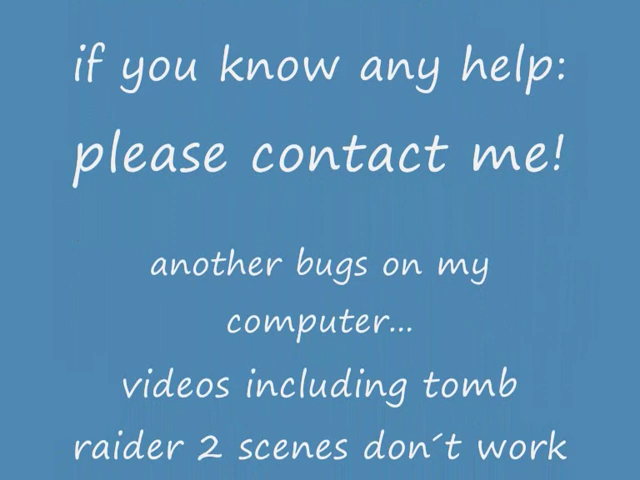 if you know any help:
please contact me!
another bugs on my
computer...
videos including tomb
raider 2 scenes don´t work